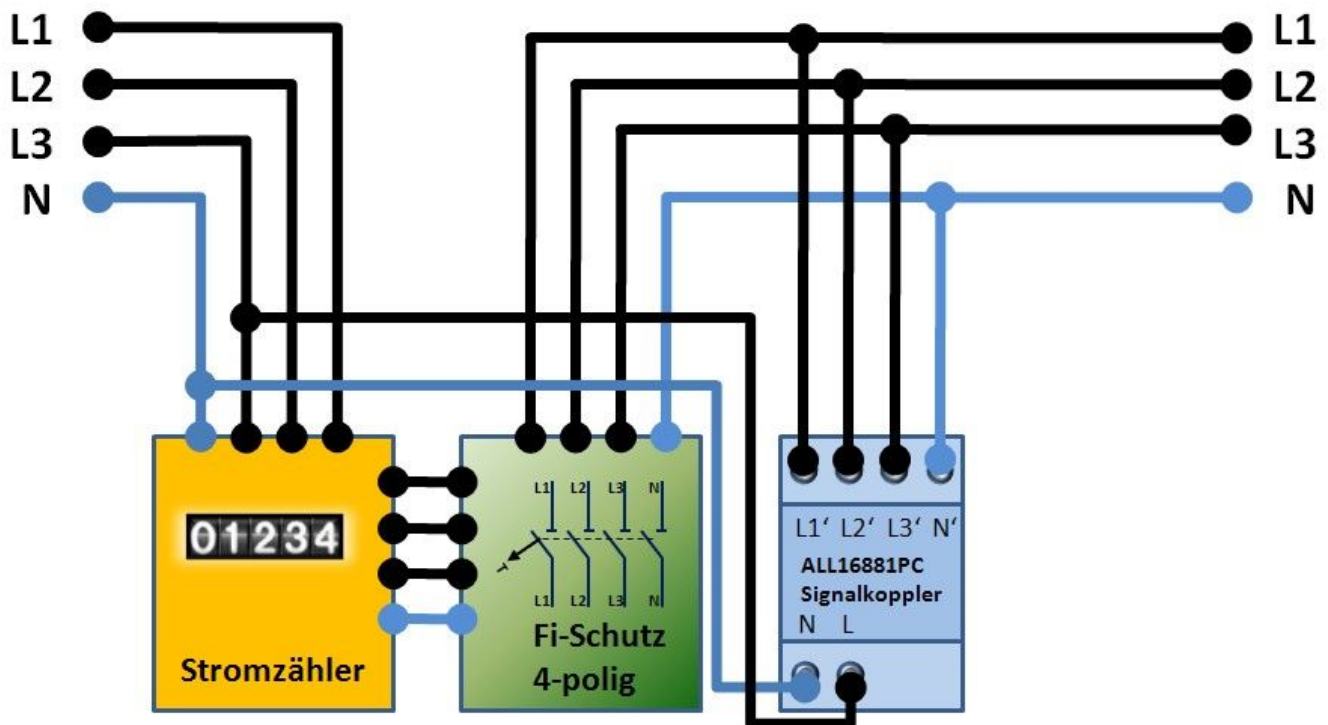 L1
L2
L3
N
L1
L2
L3
N
01234
Stromzähler
L1 L2 L3 N
L1 L2 L3 N
Fi-Schutz
4-polig
L1‘ L2‘ L3‘ N‘
ALL16881PC
Signalkoppler
N L